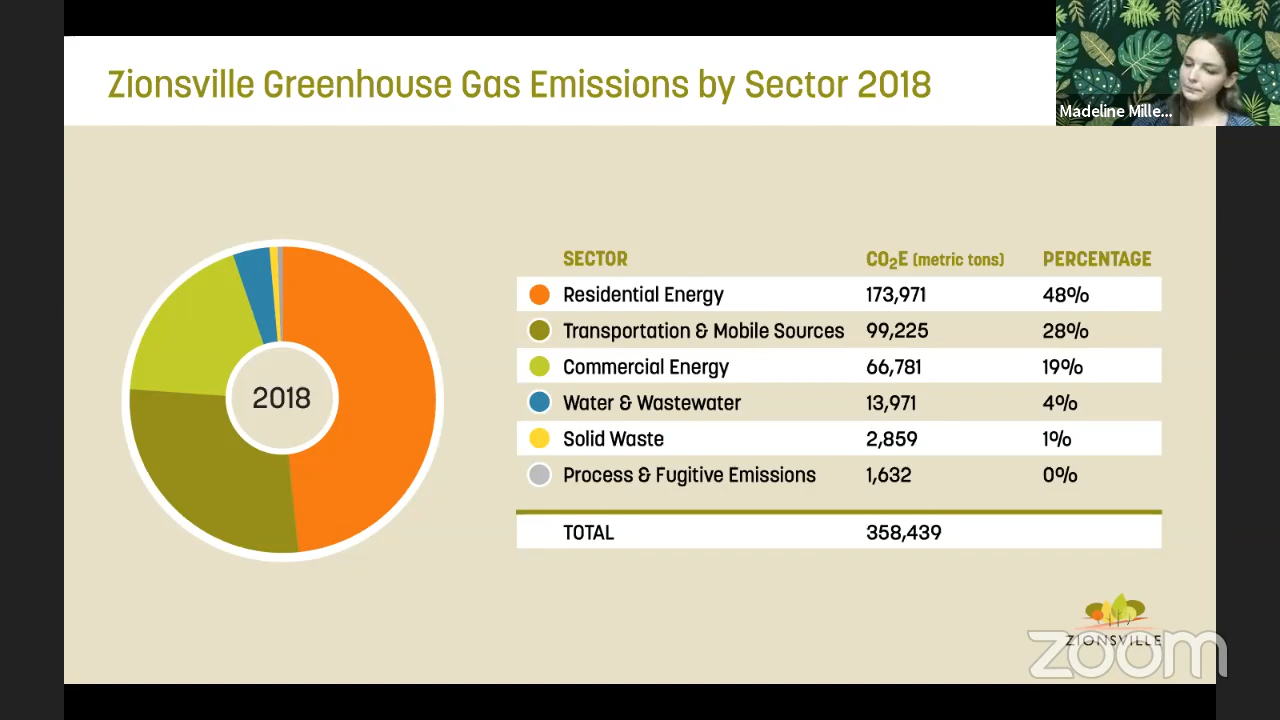 Zionsville Greenhouse Gas Emissions by Sector 2018
Madeline Mille...
SECTOR CO₂E (metric tons) PERCENTAGE
Residential Energy 173,971 48%
Transportation & Mobile Sources 99,225 28%
Commercial Energy 66,781 19%
Water & Wastewater 13,971 4%
Solid Waste 2,859 1%
Process & Fugitive Emissions 1,632 0%
TOTAL 358,439
2018
ZIONSVILLE
zoom